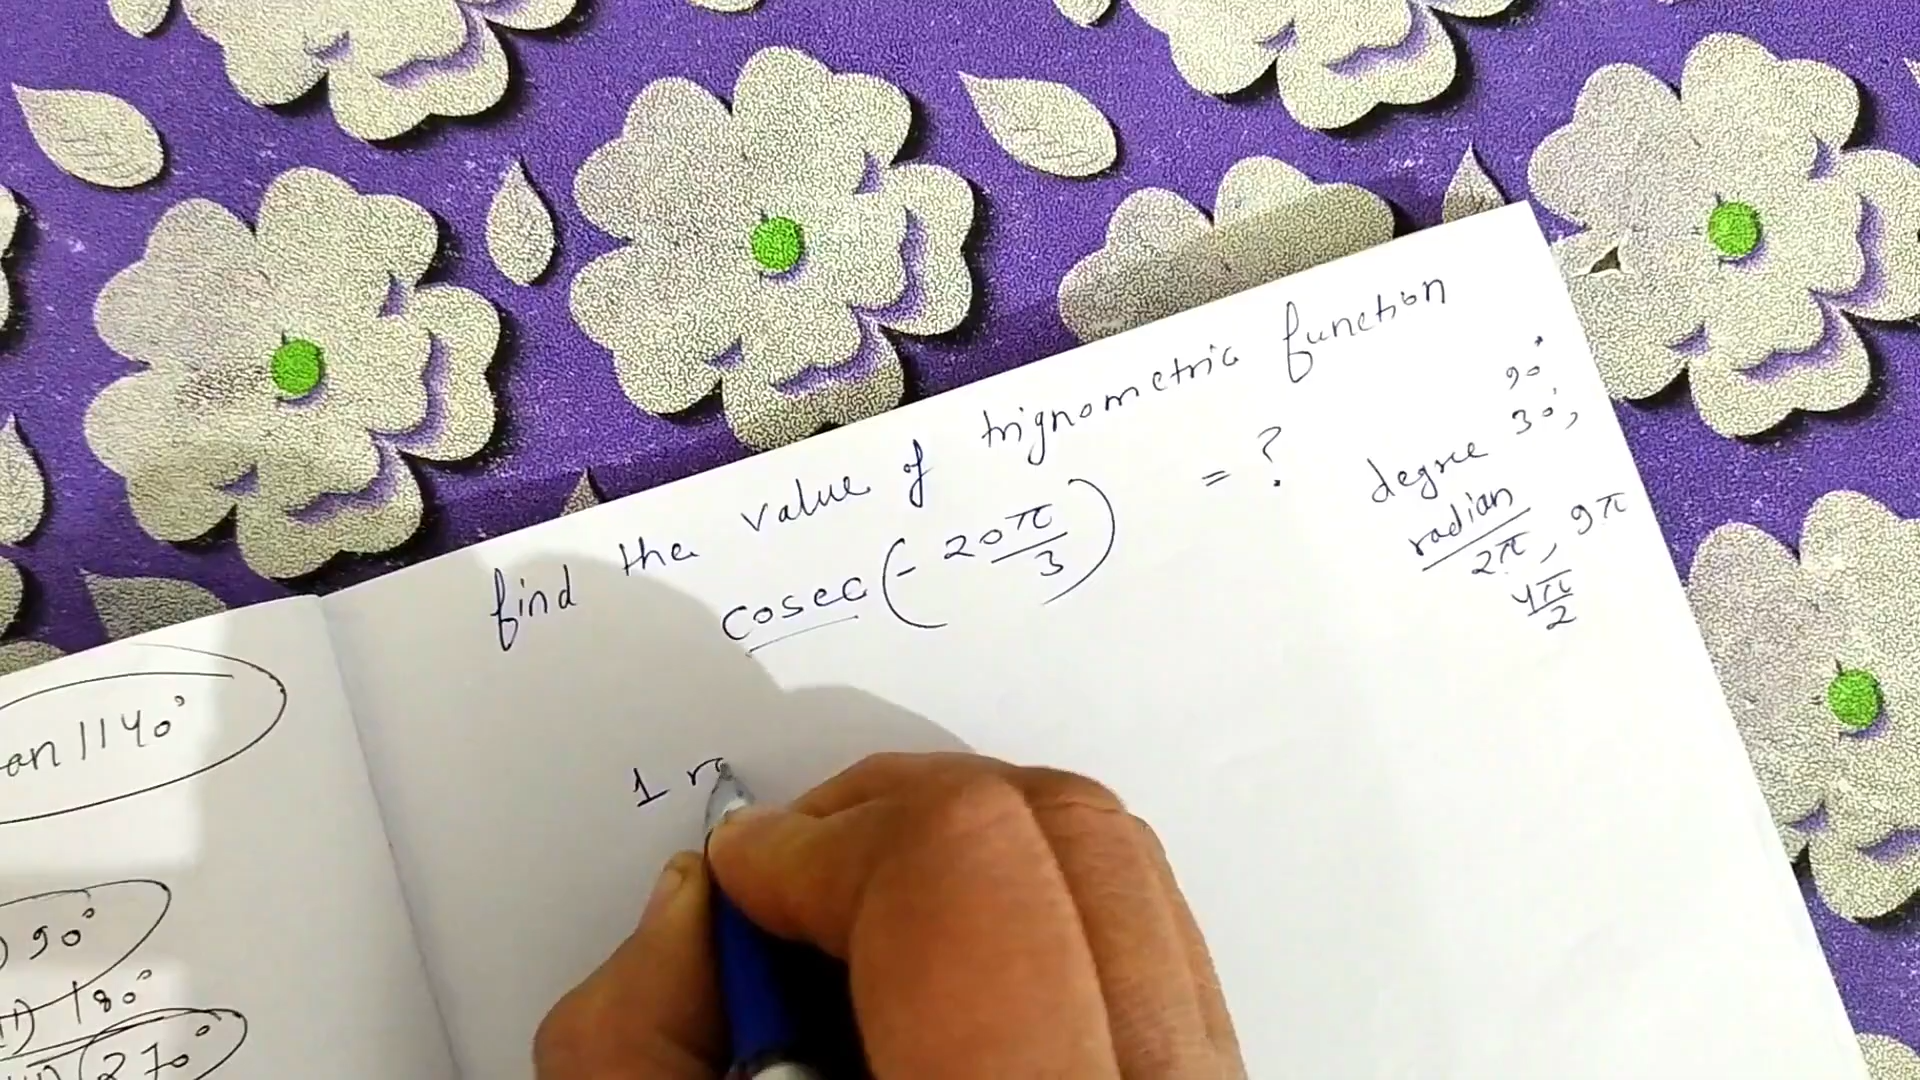 find the value of trignometric function
cosec (- 20π/3) = ?
90°
degree 30°,
radian
2π, 9π
4π/2
1 ra
an 1140°
) 90°
180°
270°